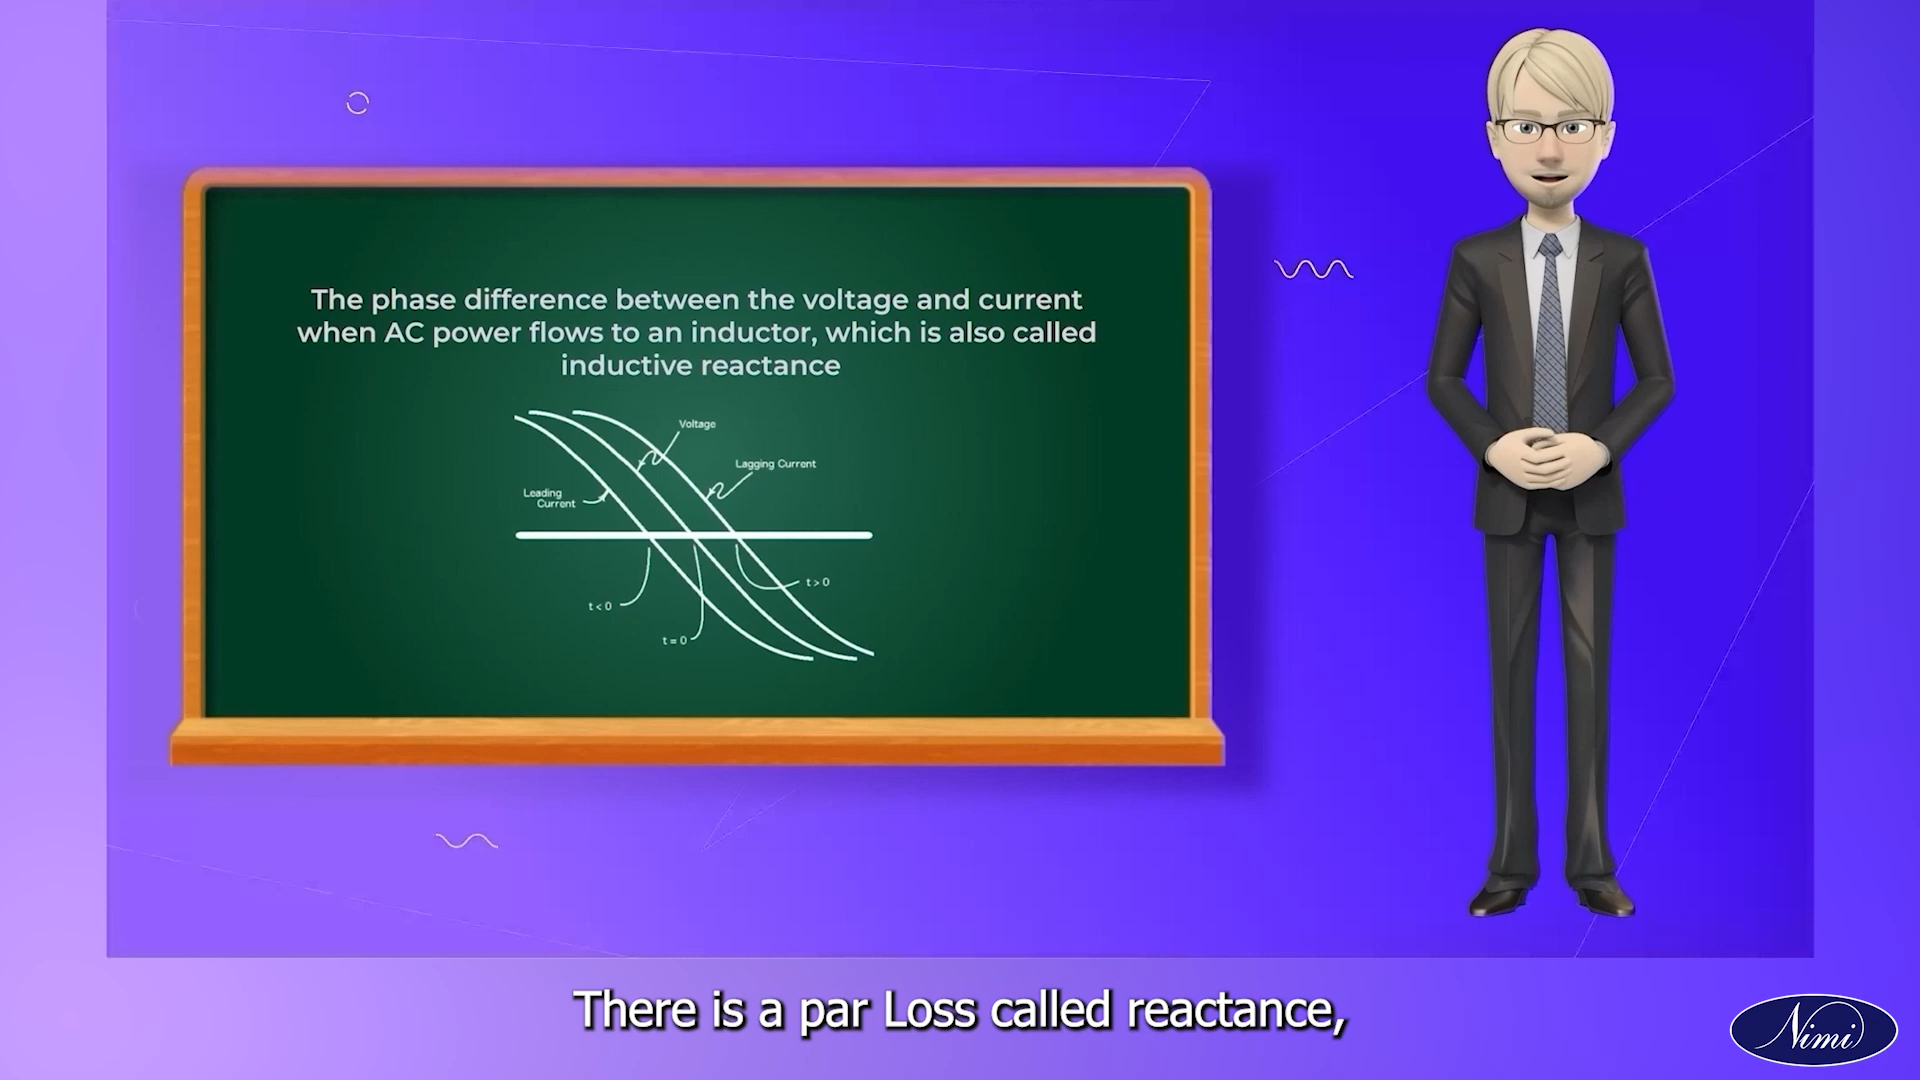 The phase difference between the voltage and current
when AC power flows to an inductor, which is also called
inductive reactance
Voltage
Lagging Current
Leading
Current
t > 0
t < 0
t = 0
There is a par Loss called reactance,
Nimi